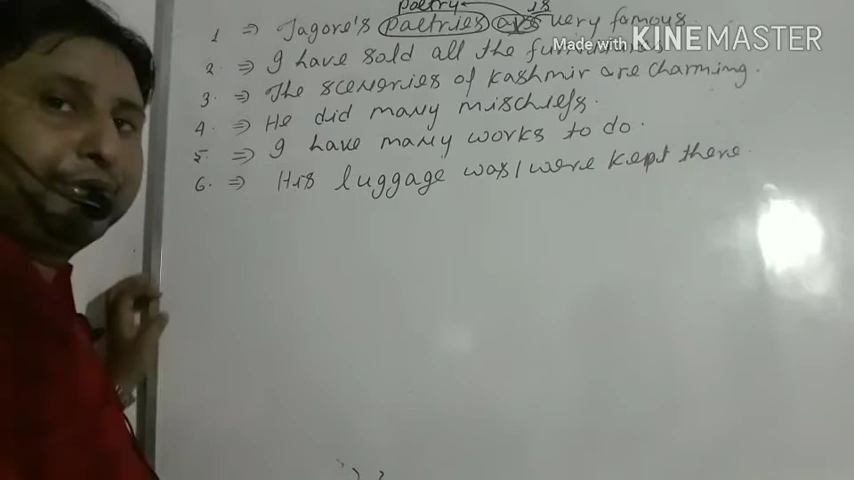 poetry is
1 ⇒ Tagore's poetries are very famous
Made with KINEMASTER
2. ⇒ I have sold all the
3. ⇒ The sceneries of Kashmir are charming.
4. ⇒ He did many mischiefs.
5. ⇒ I have many works to do.
6. ⇒ His luggage was/were kept there.